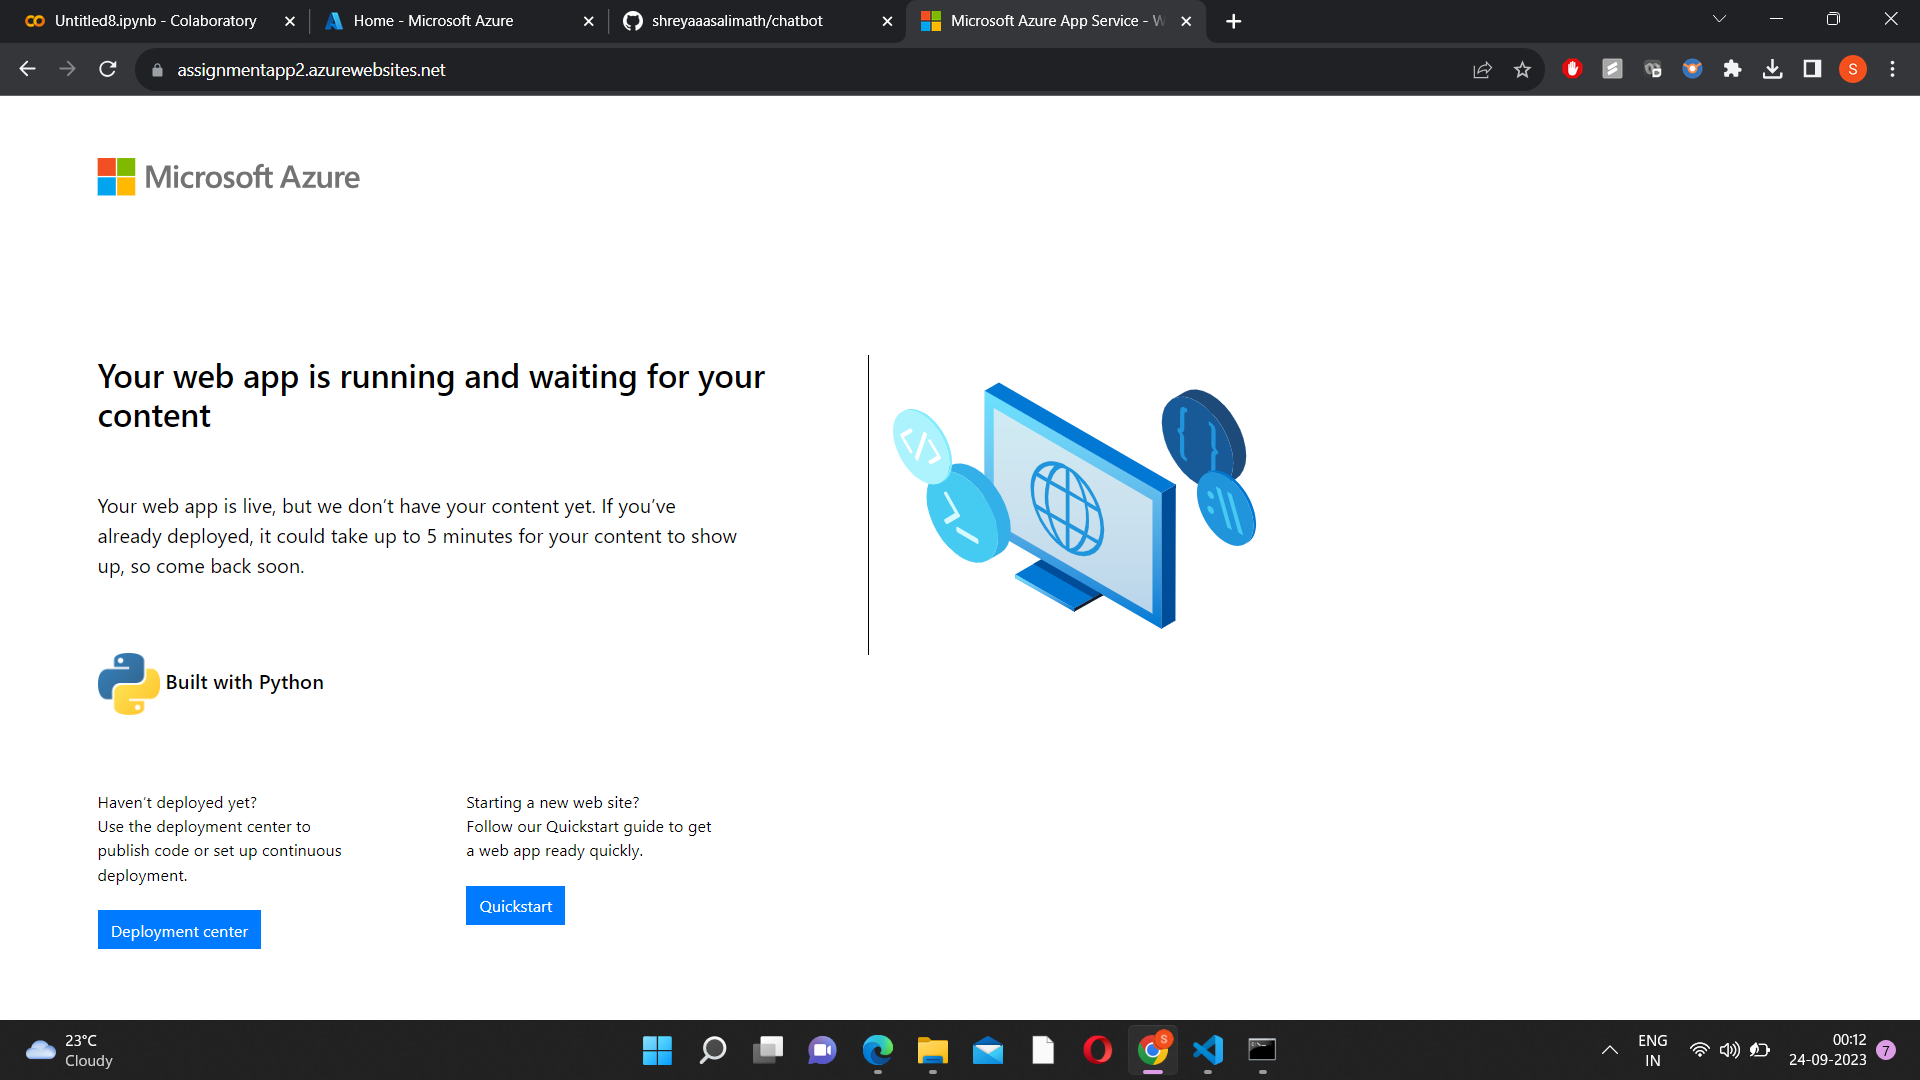 Untitled8.ipynb - Colaboratory
Home - Microsoft Azure
shreyaaasalimath/chatbot
Microsoft Azure App Service - W
assignmentapp2.azurewebsites.net
S
Microsoft Azure
Your web app is running and waiting for your
content
Your web app is live, but we don’t have your content yet. If you’ve
already deployed, it could take up to 5 minutes for your content to show
up, so come back soon.
Built with Python
Haven’t deployed yet?
Use the deployment center to
publish code or set up continuous
deployment.
Deployment center
Starting a new web site?
Follow our Quickstart guide to get
a web app ready quickly.
Quickstart
23°C
Cloudy
S
ENG
IN
00:12
24-09-2023
7